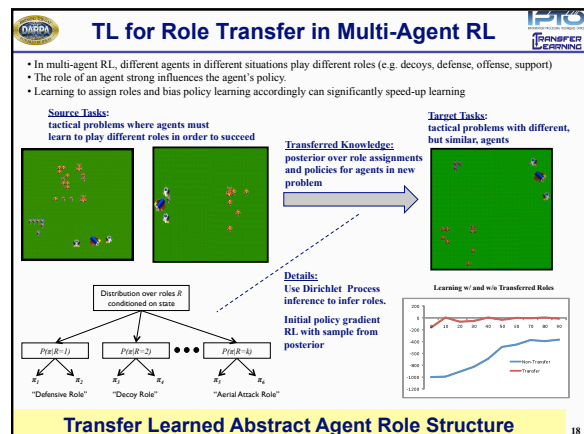 DARPA
TL for Role Transfer in Multi-Agent RL
IPTO
TRANSFER
LEARNING
• In multi-agent RL, different agents in different situations play different roles (e.g. decoys, defense, offense, support)
• The role of an agent strong influences the agent's policy.
• Learning to assign roles and bias policy learning accordingly can significantly speed-up learning
Source Tasks:
tactical problems where agents must
learn to play different roles in order to succeed
Transferred Knowledge:
posterior over role assignments
and policies for agents in new
problem
Target Tasks:
tactical problems with different,
but similar, agents
Distribution over roles R
conditioned on state
P(π|R=1)
P(π|R=2)
P(π|R=k)
π1 π2 π3 π4 π5 π6
"Defensive Role" "Decoy Role" "Aerial Attack Role"
Details:
Use Dirichlet Process
inference to infer roles.
Initial policy gradient
RL with sample from
posterior
Learning w/ and w/o Transferred Roles
200
0
-200
-400
-600
-800
-1000
-1200
1 10 20 30 40 50 60 70 80 90
Non-Transfer
Transfer
Transfer Learned Abstract Agent Role Structure
18